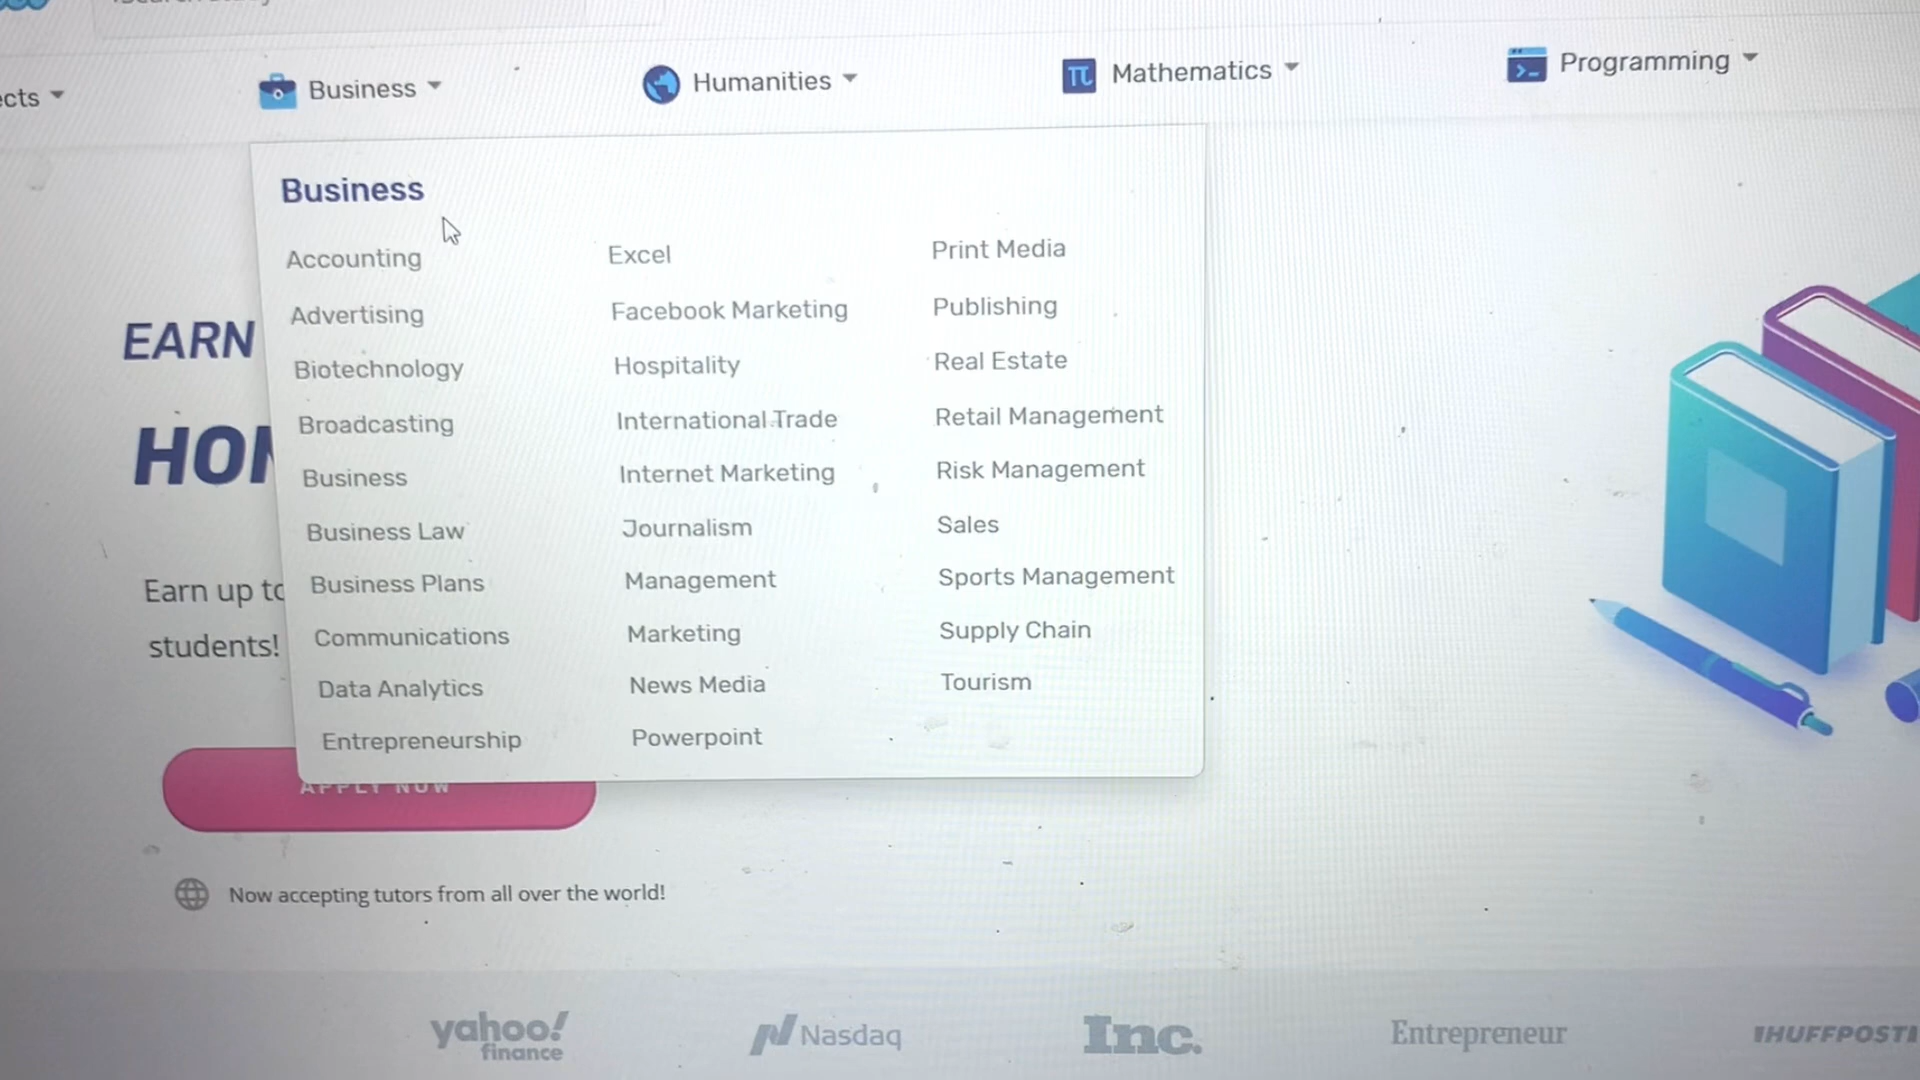 Business
Humanities
Mathematics
Programming
Business
Accounting
Advertising
Biotechnology
Broadcasting
Business
Business Law
Business Plans
Communications
Data Analytics
Entrepreneurship
Excel
Facebook Marketing
Hospitality
International Trade
Internet Marketing
Journalism
Management
Marketing
News Media
Powerpoint
Print Media
Publishing
Real Estate
Retail Management
Risk Management
Sales
Sports Management
Supply Chain
Tourism
EARN
Earn up to
students!
APPLY NOW
Now accepting tutors from all over the world!
yahoo! finance
Nasdaq
Inc.
Entrepreneur
HUFFPOST